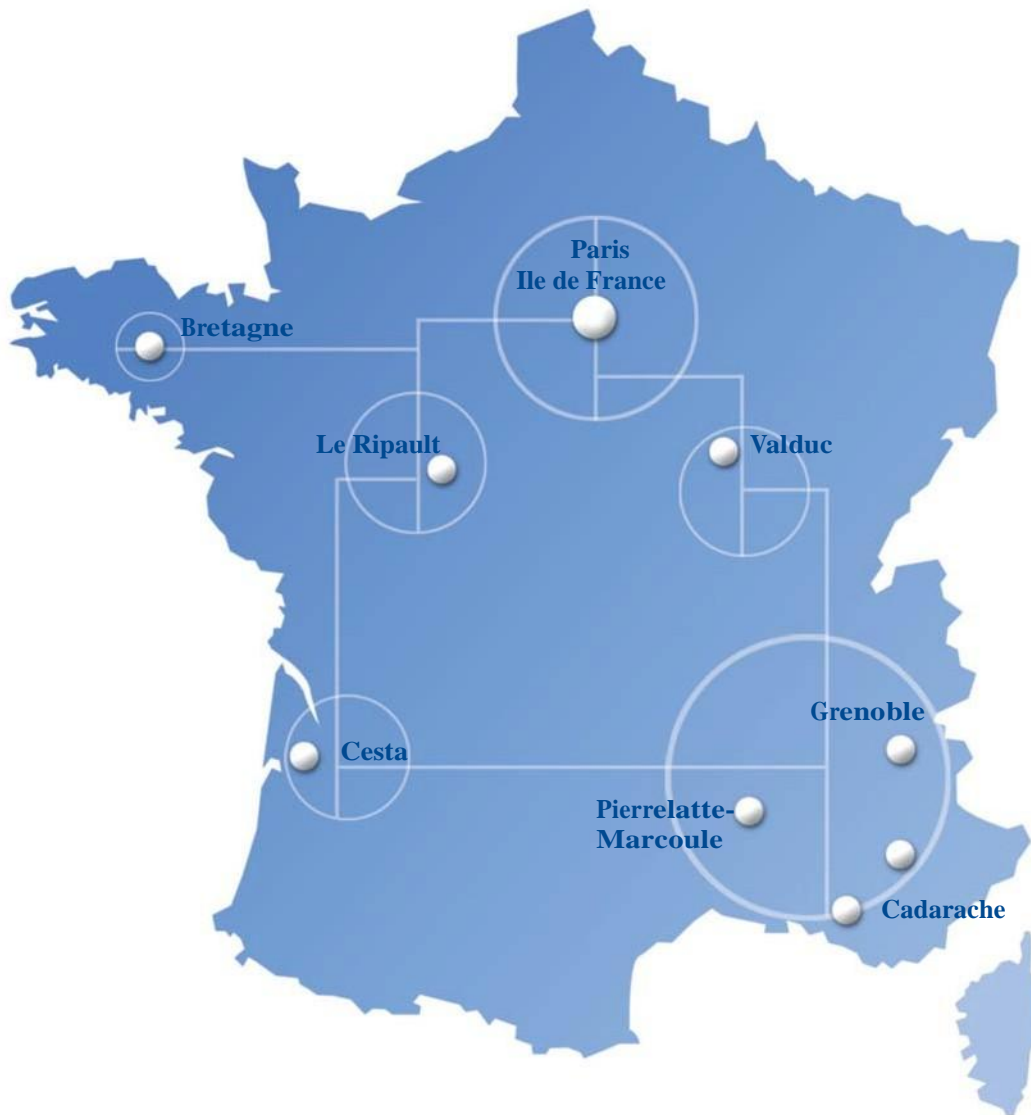 Paris
Ile de France
Bretagne
Le Ripault
Valduc
Grenoble
Cesta
Pierrelatte-
Marcoule
Cadarache